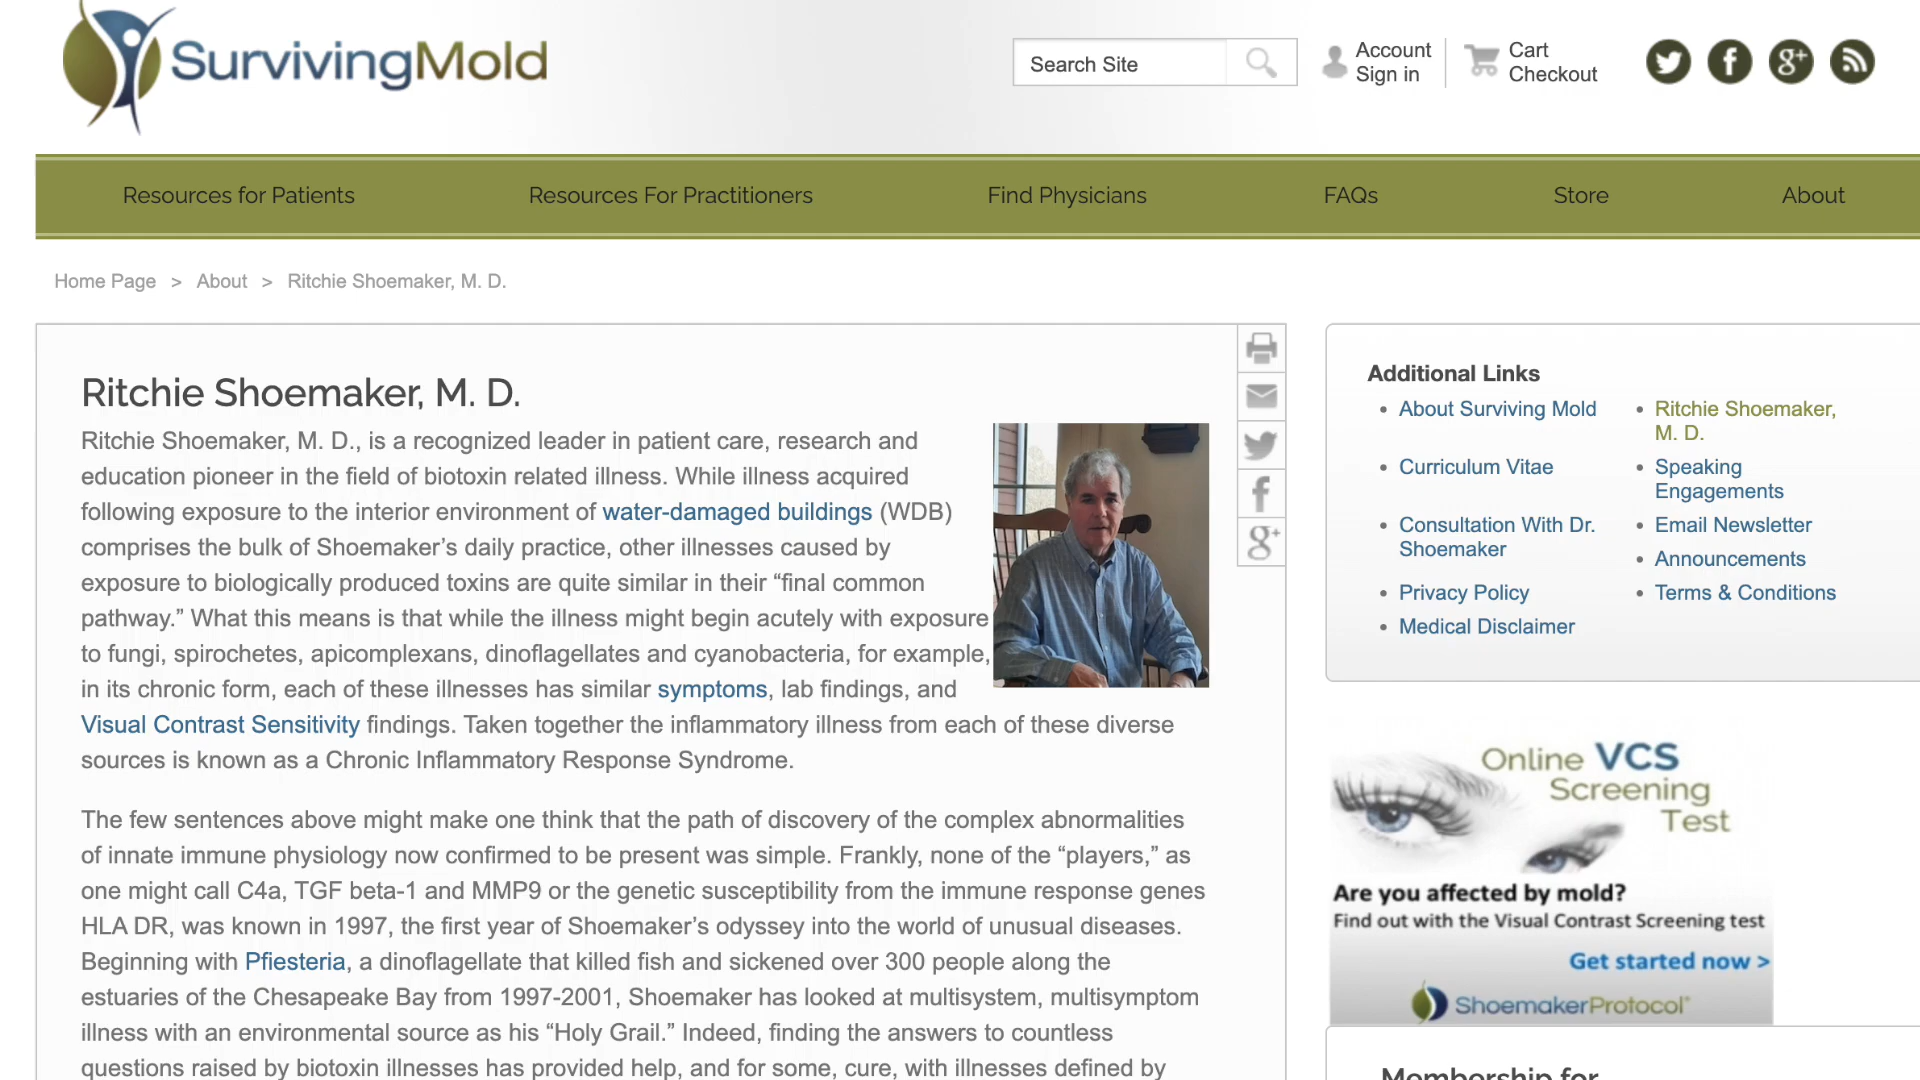 SurvivingMold
Search Site
Account
Sign in
Cart
Checkout
Resources for Patients
Resources For Practitioners
Find Physicians
FAQs
Store
About
Home Page > About > Ritchie Shoemaker, M. D.
Ritchie Shoemaker, M. D.
Ritchie Shoemaker, M. D., is a recognized leader in patient care, research and
education pioneer in the field of biotoxin related illness. While illness acquired
following exposure to the interior environment of water-damaged buildings (WDB)
comprises the bulk of Shoemaker’s daily practice, other illnesses caused by
exposure to biologically produced toxins are quite similar in their “final common
pathway.” What this means is that while the illness might begin acutely with exposure
to fungi, spirochetes, apicomplexans, dinoflagellates and cyanobacteria, for example,
in its chronic form, each of these illnesses has similar symptoms, lab findings, and
Visual Contrast Sensitivity findings. Taken together the inflammatory illness from each of these diverse
sources is known as a Chronic Inflammatory Response Syndrome.
The few sentences above might make one think that the path of discovery of the complex abnormalities
of innate immune physiology now confirmed to be present was simple. Frankly, none of the “players,” as
one might call C4a, TGF beta-1 and MMP9 or the genetic susceptibility from the immune response genes
HLA DR, was known in 1997, the first year of Shoemaker’s odyssey into the world of unusual diseases.
Beginning with Pfiesteria, a dinoflagellate that killed fish and sickened over 300 people along the
estuaries of the Chesapeake Bay from 1997-2001, Shoemaker has looked at multisystem, multisymptom
illness with an environmental source as his “Holy Grail.” Indeed, finding the answers to countless
questions raised by biotoxin illnesses has provided help, and for some, cure, with illnesses defined by
Additional Links
About Surviving Mold
Curriculum Vitae
Consultation With Dr.
Shoemaker
Privacy Policy
Medical Disclaimer
Ritchie Shoemaker,
M. D.
Speaking
Engagements
Email Newsletter
Announcements
Terms & Conditions
Online VCS
Screening
Test
Are you affected by mold?
Find out with the Visual Contrast Screening test
Get started now >
ShoemakerProtocol
Membership for